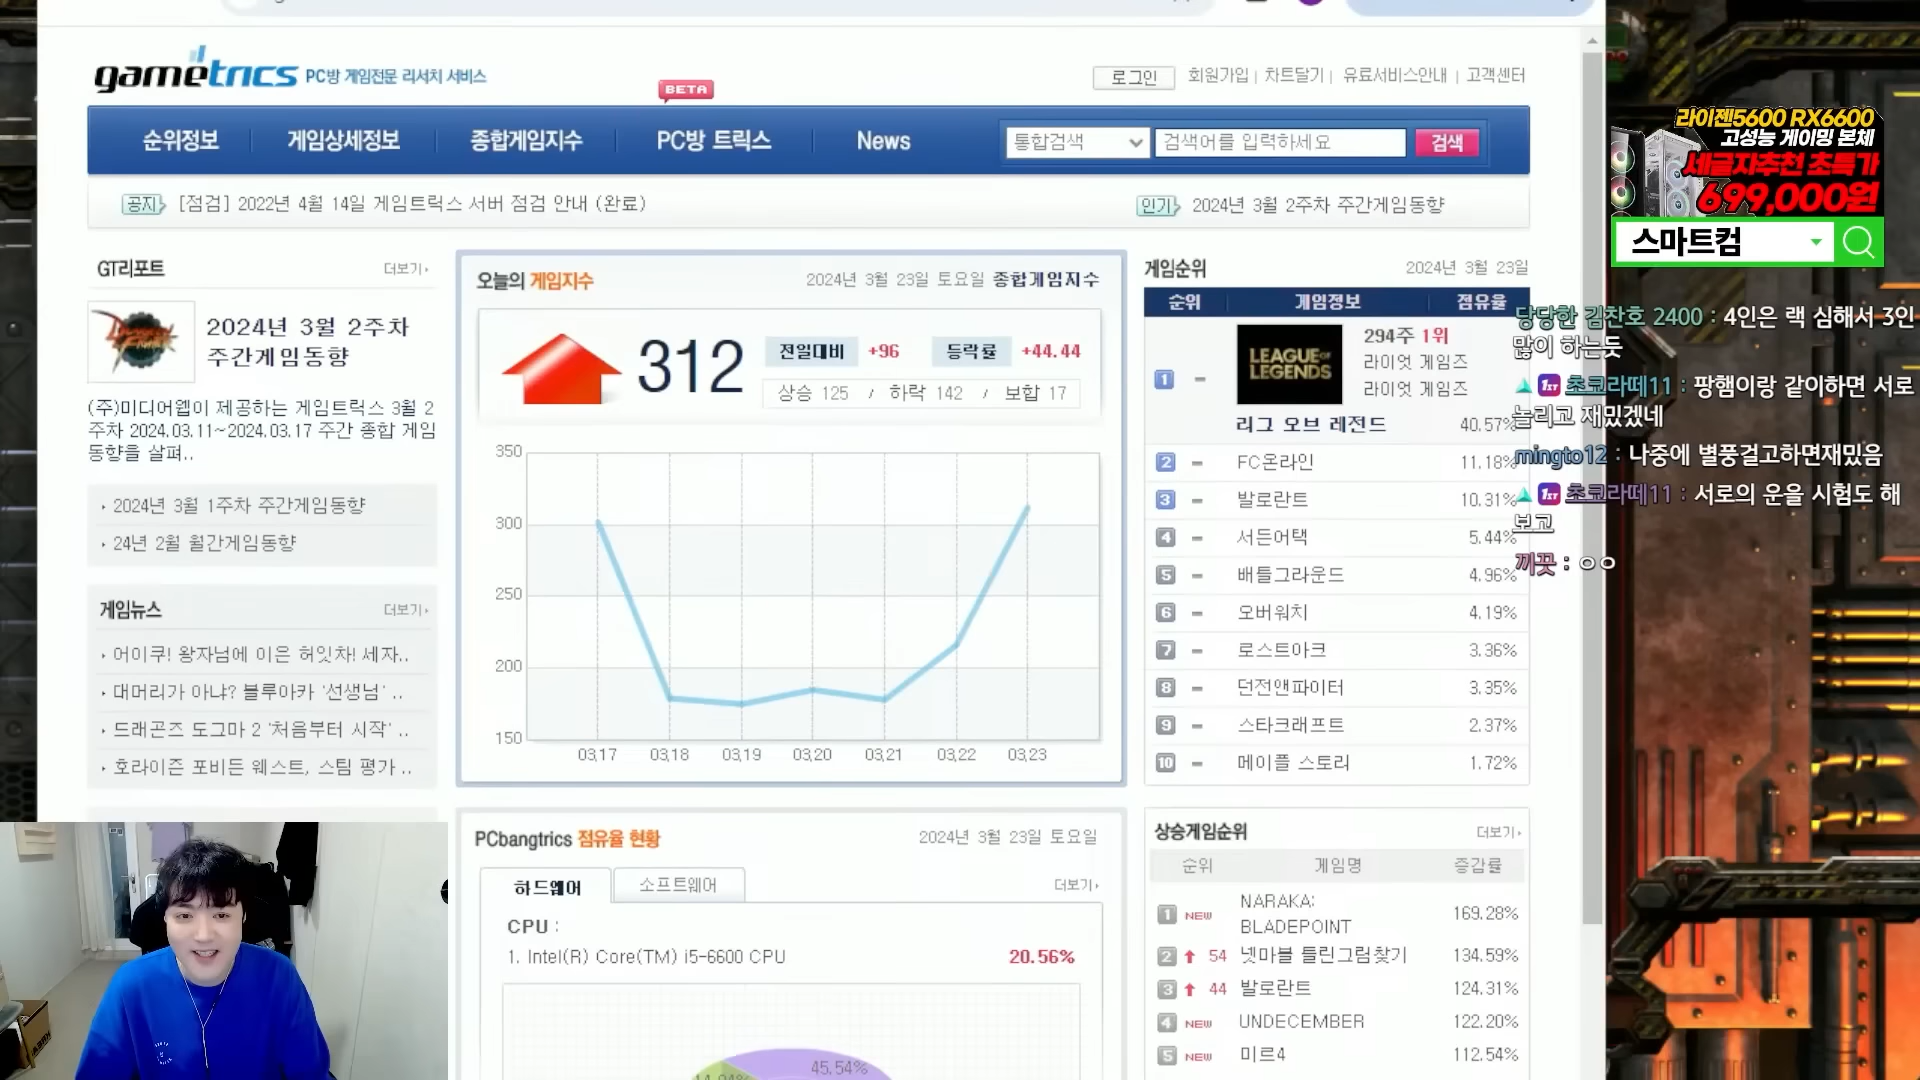 gametrics PC방 게임전문 리서치 서비스
BETA
로그인 회원가입 | 차트달기 | 유료서비스안내 | 고객센터
순위정보 게임상세정보 종합게임지수 PC방 트릭스 News 통합검색 검색어를 입력하세요 검색
공지 [점검] 2022년 4월 14일 게임트릭스 서버 점검 안내 (완료)
인기 2024년 3월 2주차 주간게임동향
GT리포트 더보기
2024년 3월 2주차
주간게임동향
(주)미디어웹이 제공하는 게임트릭스 3월 2
주차 2024.03.11~2024.03.17 주간 종합 게임
동향을 살펴..
2024년 3월 1주차 주간게임동향
24년 2월 월간게임동향
게임뉴스 더보기
어이쿠! 왕자님에 이은 허잇차! 세자..
대머리가 아냐? 블루아카 '선생님' ..
드래곤즈 도그마 2 '처음부터 시작' ..
호라이즌 포비든 웨스트, 스팀 평가 ..
오늘의 게임지수 2024년 3월 23일 토요일 종합게임지수
312 전일대비 +96 등락률 +44.44
상승 125 / 하락 142 / 보합 17
350
300
250
200
150
03.17 03.18 03.19 03.20 03.21 03.22 03.23
PCbangtrics 점유율 현황 2024년 3월 23일 토요일
하드웨어 소프트웨어 더보기
CPU :
1. Intel(R) Core(TM) i5-6600 CPU 20.56%
45.54%
게임순위 2024년 3월 23일
순위 게임정보 점유율
1 - LEAGUE OF LEGENDS 294주 1위
라이엇 게임즈
라이엇 게임즈
리그 오브 레전드 40.57%
2 - FC온라인 11.18%
3 - 발로란트 10.31%
4 - 서든어택 5.44%
5 - 배틀그라운드 4.96%
6 - 오버워치 4.19%
7 - 로스트아크 3.36%
8 - 던전앤파이터 3.35%
9 - 스타크래프트 2.37%
10 - 메이플 스토리 1.72%
상승게임순위 더보기
순위 게임명 증감률
1 NEW NARAKA: BLADEPOINT 169.28%
2 54 넷마블 틀린그림찾기 134.59%
3 44 발로란트 124.31%
4 NEW UNDECEMBER 122.20%
5 NEW 미르4 112.54%
라이젠5600 RX6600
고성능 게이밍 본체
세글자추천 초특가
699,000원
스마트컴
당당한 김찬호 2400 : 4인은 랙 심해서 3인
많이 하는듯
1ST 초코라떼11 : 팡햄이랑 같이하면 서로
놀리고 재밌겠네
mingto12 : 나중에 별풍걸고하면재밌음
1ST 초코라떼11 : 서로의 운을 시험도 해
보고
까끗 : ㅇㅇ